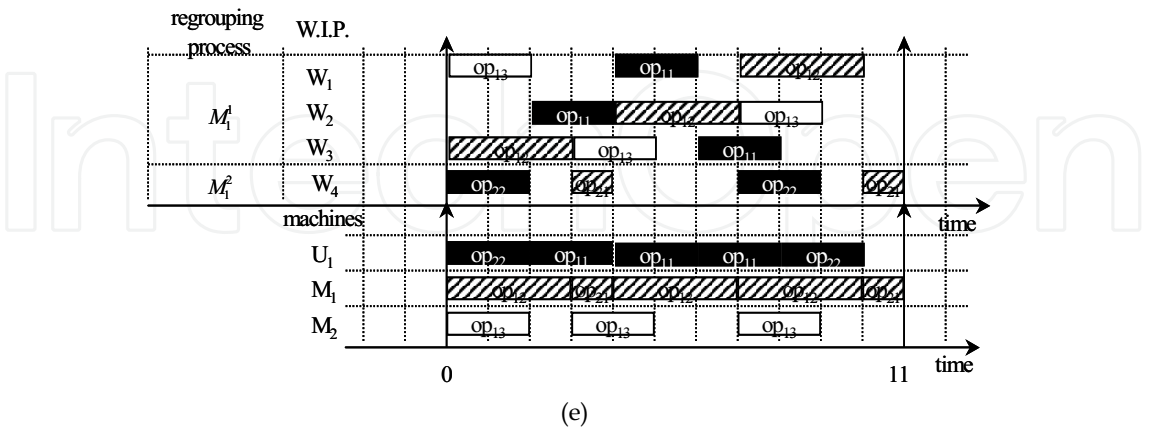 regrouping process
W.I.P.
W1 op13 op11 op12
M11 W2 op11 op12 op13
W3 op12 op13 op11
M12 W4 op22 op21 op22 op21
machines
time
U1 op22 op11 op11 op11 op22
M1 op12 op21 op12 op12 op21
M2 op13 op13 op13
0 11 time
(e)
IntechOpen